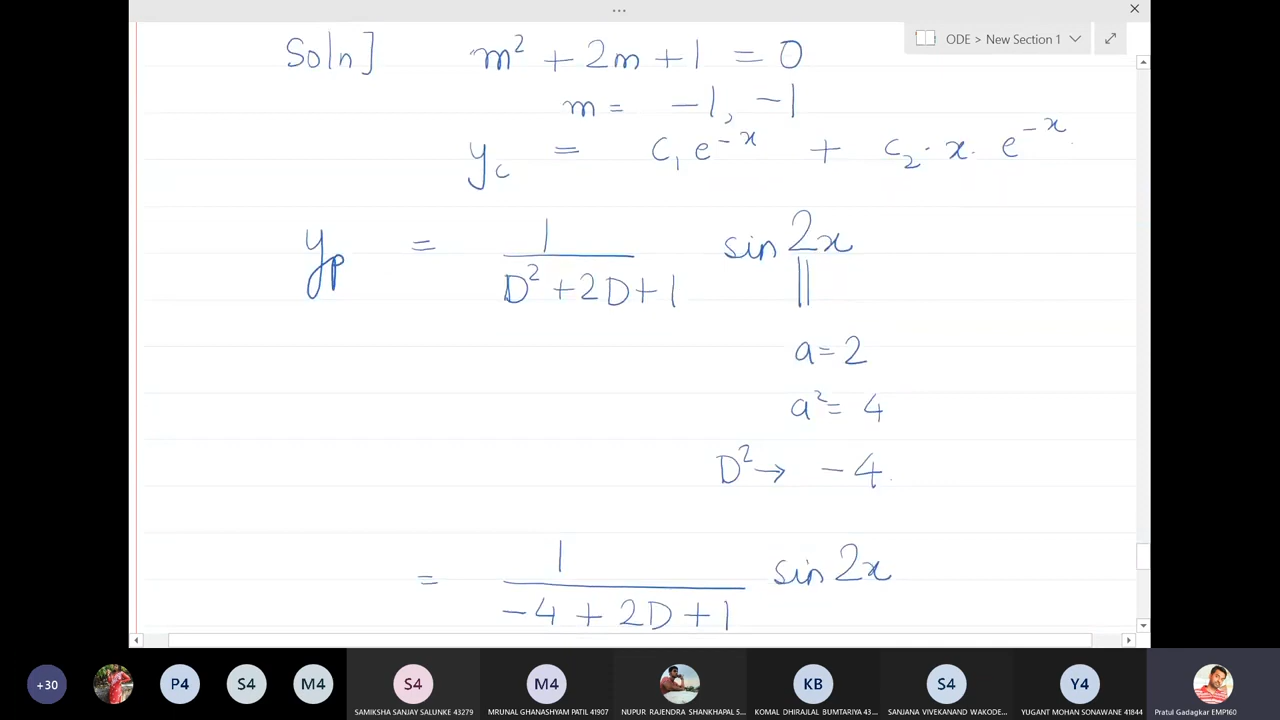 ODE > New Section 1
Soln] m² + 2m + 1 = 0
m = -1, -1
y_c = c₁ e^{-x} + c₂ · x · e^{-x}
y_p = 1 / (D² + 2D + 1) sin 2x
a = 2
a² = 4
D² → -4
= 1 / (-4 + 2D + 1) sin 2x
+30 P4 S4 M4 S4 M4 KB S4 Y4
SAMIKSHA SANJAY SALUNKE 43279 MRUNAL GHANASHYAM PATIL 41907 NUPUR RAJENDRA SHANKHAPAL S... KOMAL DHIRAJLAL BUMTARIYA 43... SANJANA VIVEKANAND WAKODE... YUGANT MOHAN SONAWANE 41844 Pratul Gadagkar EMP160